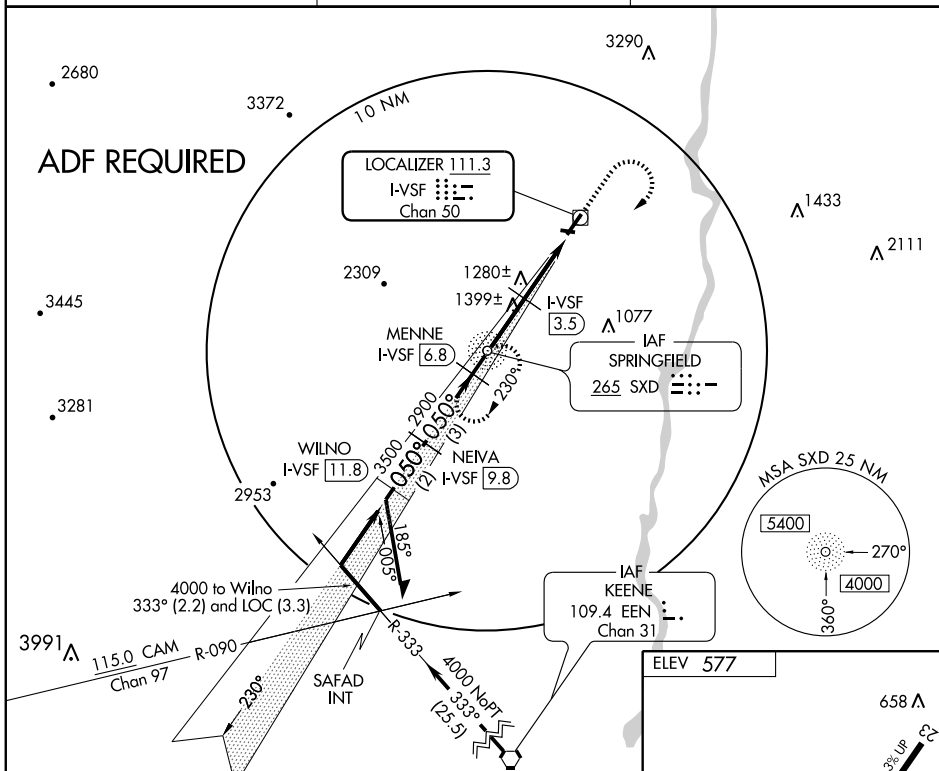 3290
2680
3372
10 NM
ADF REQUIRED
LOCALIZER 111.3
I-VSF
Chan 50
1433
2111
2309
1280±
1399±
I-VSF
3.5
1077
3445
MENNE
I-VSF 6.8
IAF
SPRINGFIELD
265 SXD
230°
3281
2900
050°
(3)
3500
050°
(2)
WILNO
I-VSF 11.8
NEIVA
I-VSF 9.8
2953
MSA SXD 25 NM
5400
270°
4000
360°
185°
005°
4000 to Wilno
333° (2.2) and LOC (3.3)
IAF
KEENE
109.4 EEN
Chan 31
3991
115.0 CAM
Chan 97
R-090
R-333
SAFAD
INT
4000 NoPT
333°
(25.5)
230°
ELEV 577
658
23
3% UP